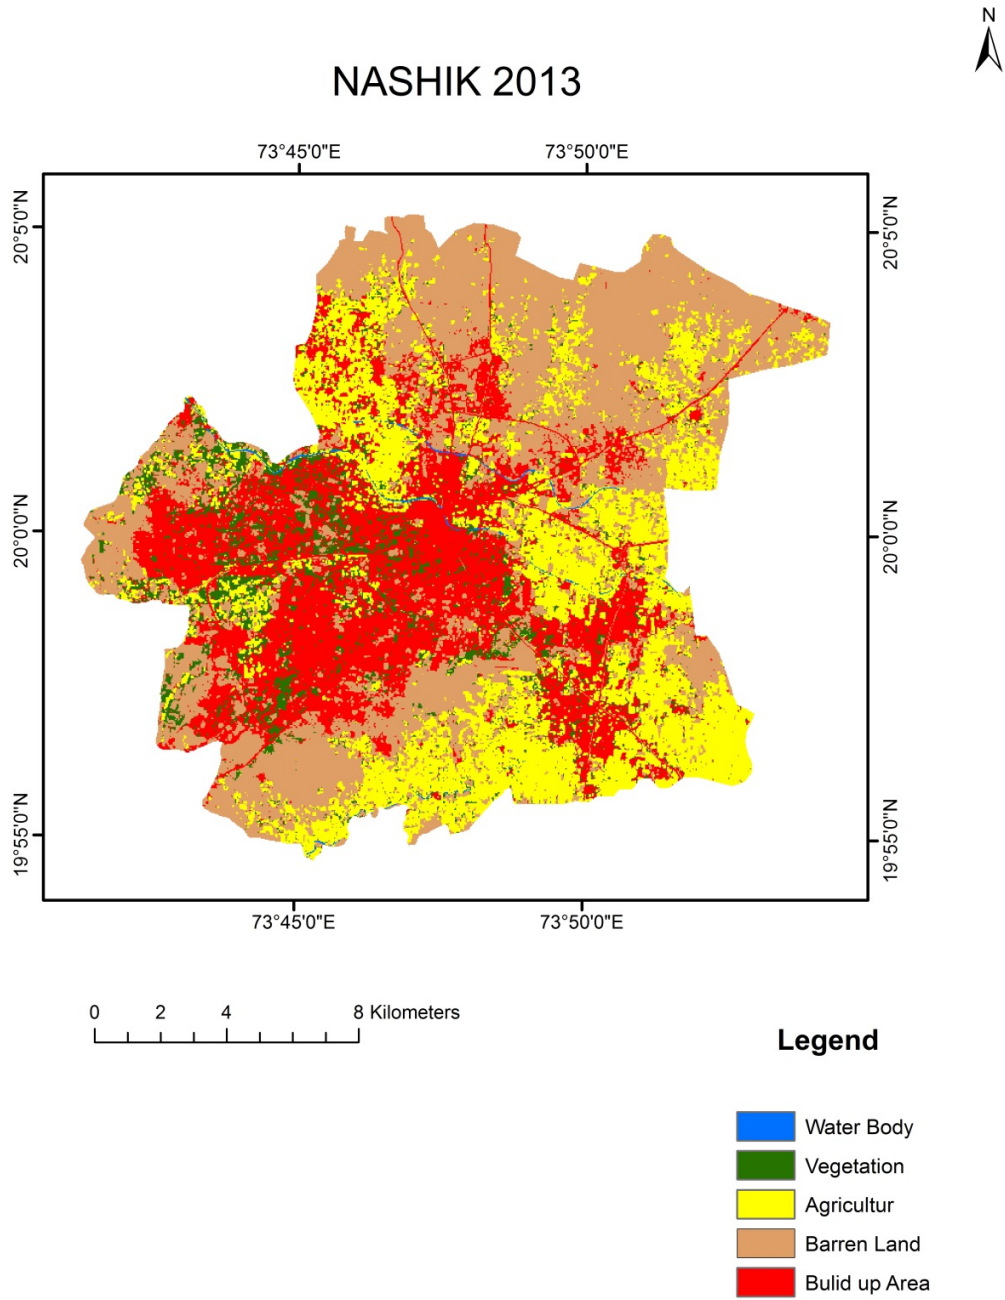 N
NASHIK 2013
73°45'0"E
73°50'0"E
20°5'0"N
20°5'0"N
20°0'0"N
20°0'0"N
19°55'0"N
19°55'0"N
73°45'0"E
73°50'0"E
0 2 4 8 Kilometers
Legend
Water Body
Vegetation
Agricultur
Barren Land
Bulid up Area